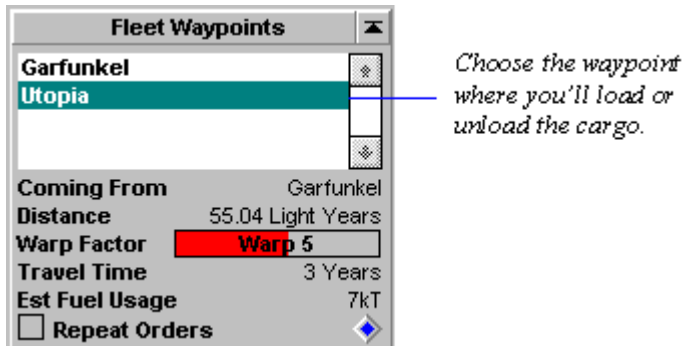 Fleet Waypoints
Garfunkel
Utopia
Choose the waypoint
where you'll load or
unload the cargo.
Coming From Garfunkel
Distance 55.04 Light Years
Warp Factor Warp 5
Travel Time 3 Years
Est Fuel Usage 7kT
Repeat Orders